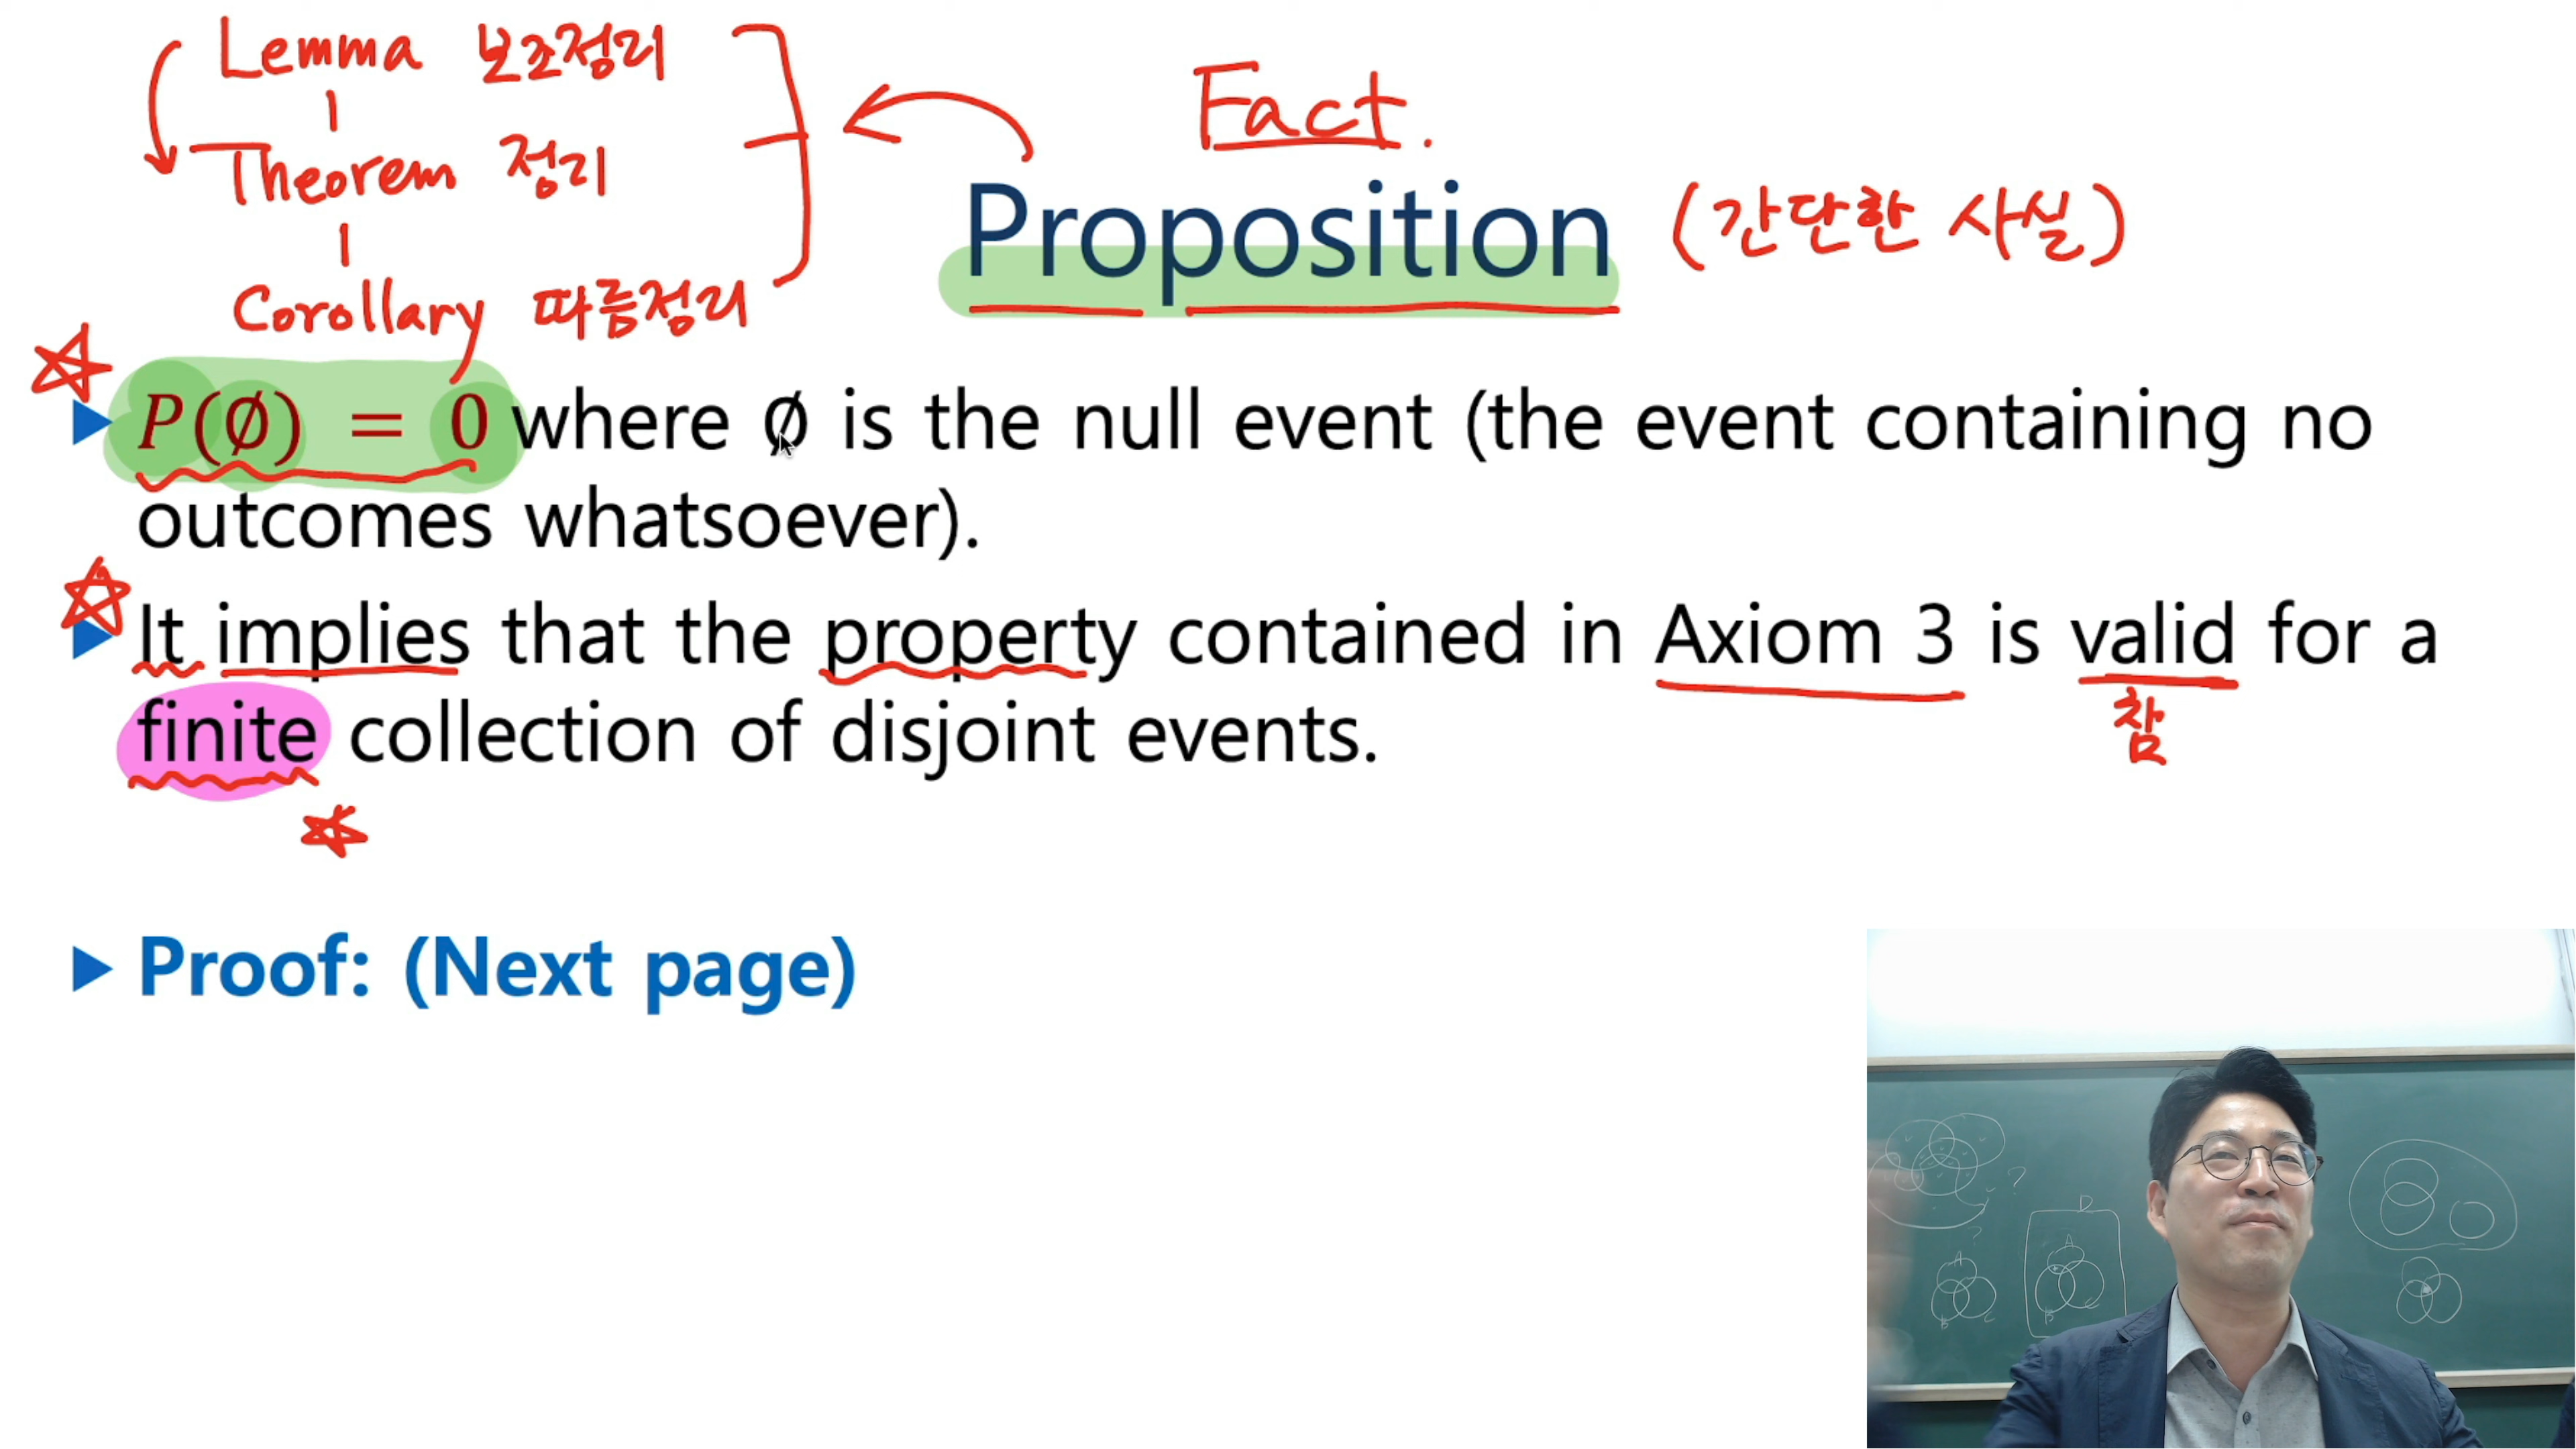 Lemma 보조정리
Theorem 정리
Corollary 따름정리
Fact.
Proposition (간단한 사실)
P(∅) = 0 where ∅ is the null event (the event containing no
outcomes whatsoever).
It implies that the property contained in Axiom 3 is valid for a
참
finite collection of disjoint events.
Proof: (Next page)
? 
?
D
A
A
B
C
B
C